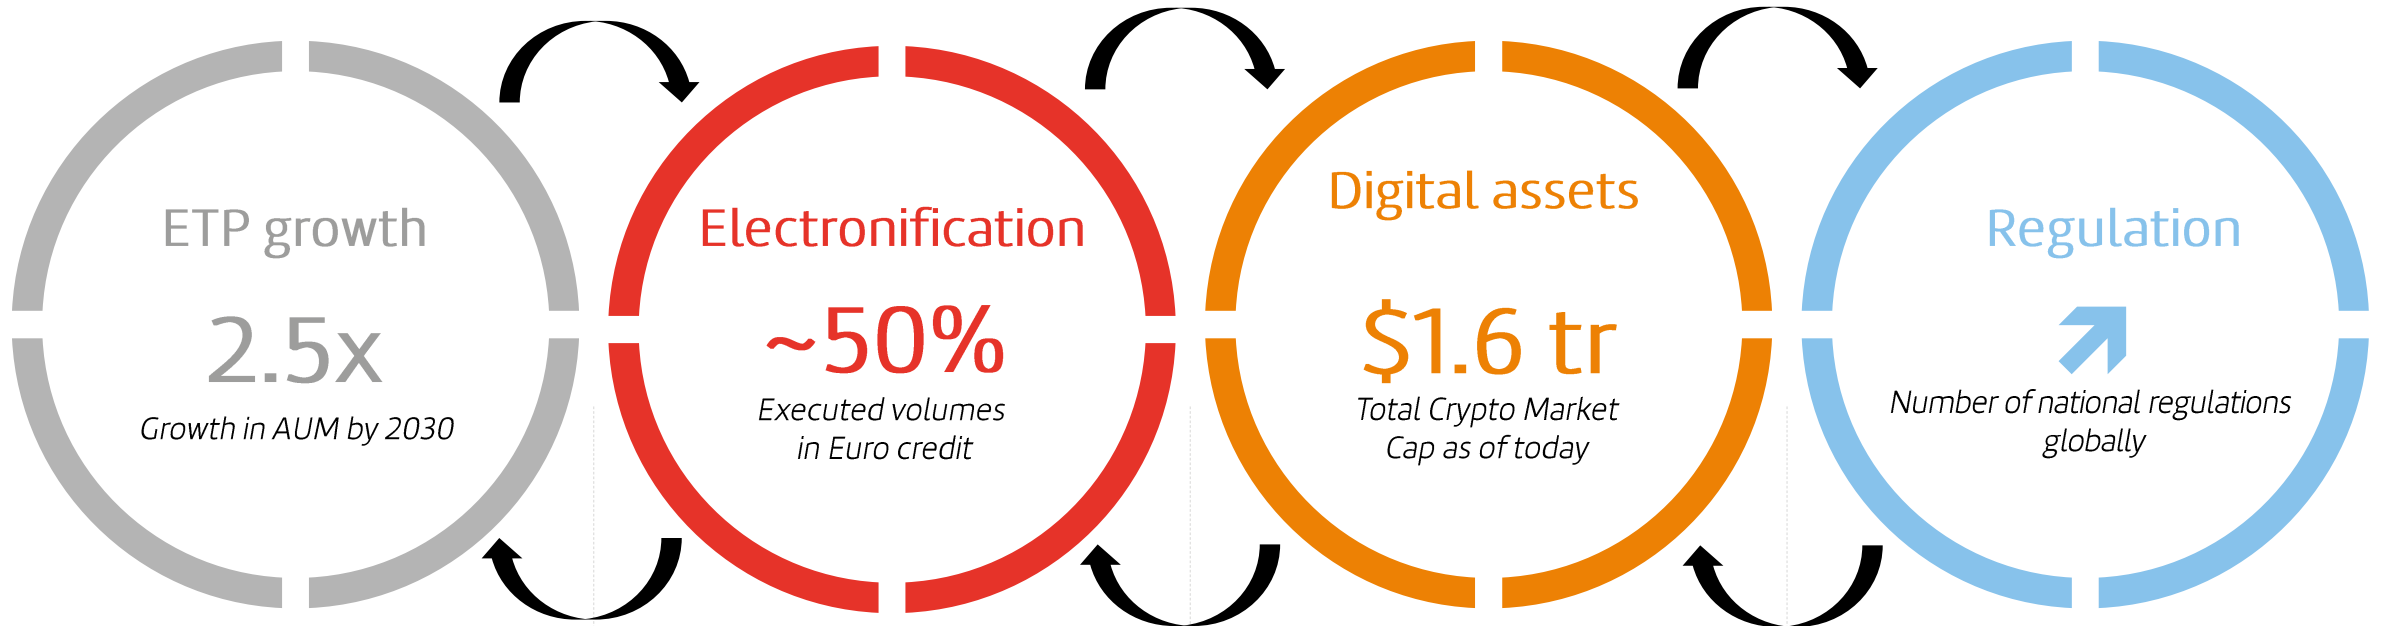 ETP growth
2.5x
Growth in AUM by 2030
Electronification
~50%
Executed volumes
in Euro credit
Digital assets
$1.6 tr
Total Crypto Market
Cap as of today
Regulation
Number of national regulations
globally